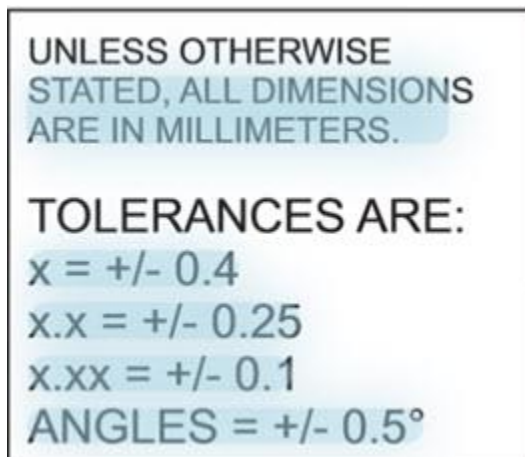 UNLESS OTHERWISE
STATED, ALL DIMENSIONS
ARE IN MILLIMETERS.
TOLERANCES ARE:
x = +/- 0.4
x.x = +/- 0.25
x.xx = +/- 0.1
ANGLES = +/- 0.5°